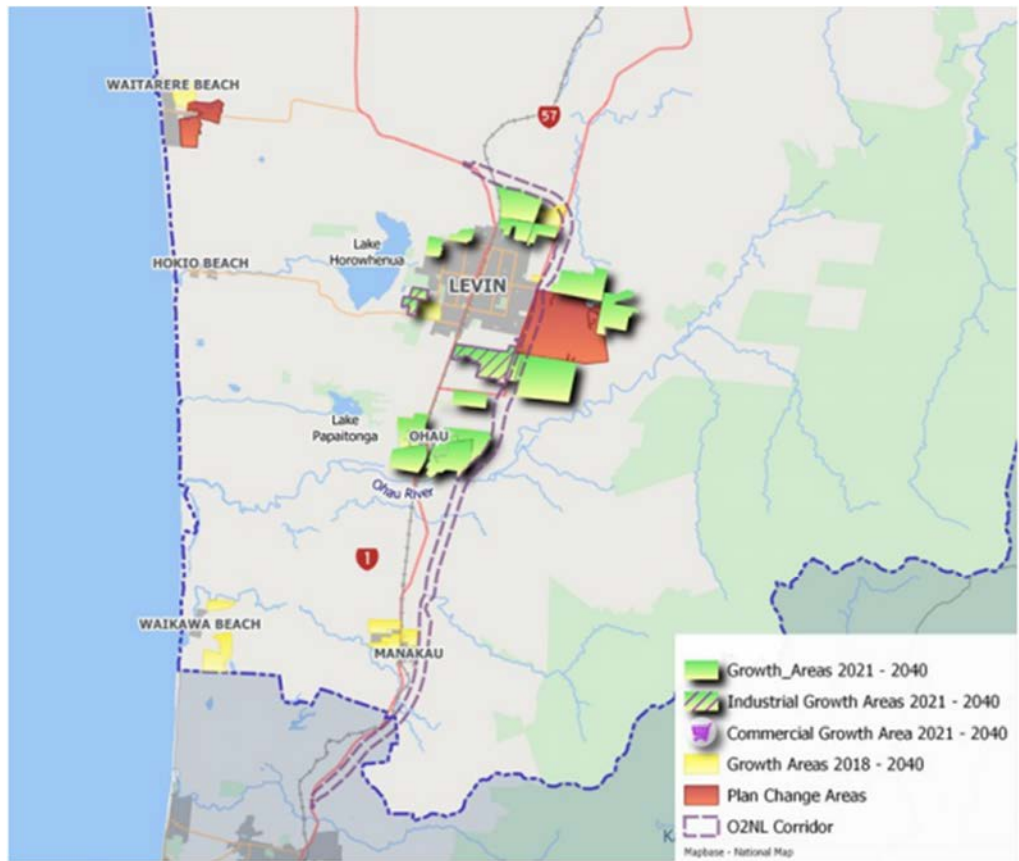 WAITARERE BEACH
57
Lake
Horowhenua
HOKIO BEACH
LEVIN
Lake
Papaitonga
OHAU
Ohau River
1
WAIKAWA BEACH
MANAKAU
Growth_Areas 2021 - 2040
Industrial Growth Areas 2021 - 2040
Commercial Growth Area 2021 - 2040
Growth Areas 2018 - 2040
Plan Change Areas
O2NL Corridor
K
Mapbase - National Map